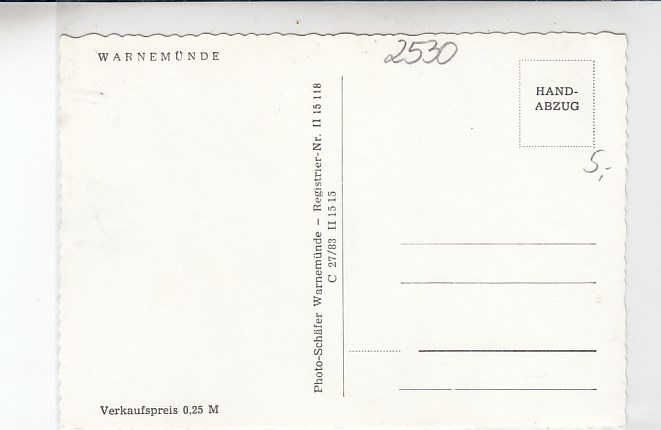 WARNEMÜNDE
2530
HAND-
ABZUG
5,-
Photo-Schäfer Warnemünde – Registrier-Nr. II 15 118
C 27/83 II 15 15
Verkaufspreis 0,25 M